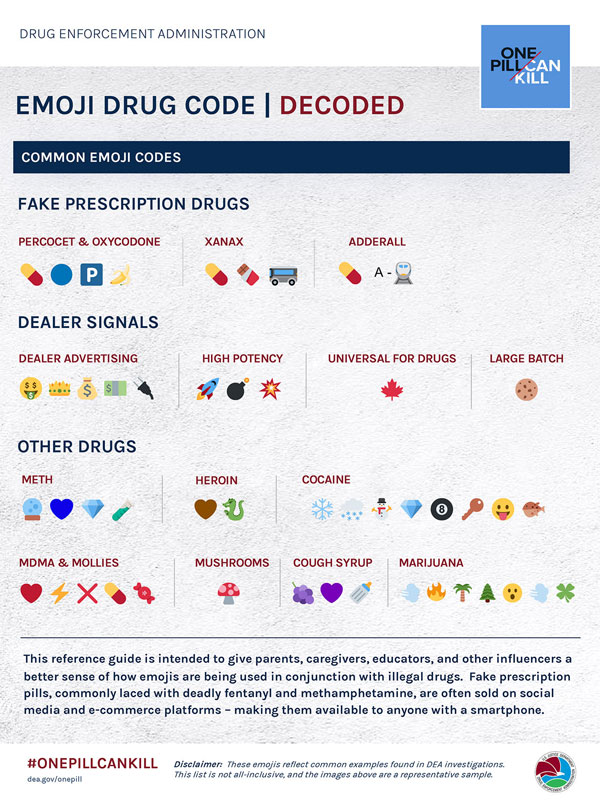 DRUG ENFORCEMENT ADMINISTRATION
ONE
PILL CAN
KILL
EMOJI DRUG CODE | DECODED
COMMON EMOJI CODES
FAKE PRESCRIPTION DRUGS
PERCOCET & OXYCODONE XANAX ADDERALL
P A -
DEALER SIGNALS
DEALER ADVERTISING HIGH POTENCY UNIVERSAL FOR DRUGS LARGE BATCH
OTHER DRUGS
METH HEROIN COCAINE
8
MDMA & MOLLIES MUSHROOMS COUGH SYRUP MARIJUANA
This reference guide is intended to give parents, caregivers, educators, and other influencers a
better sense of how emojis are being used in conjunction with illegal drugs. Fake prescription
pills, commonly laced with deadly fentanyl and methamphetamine, are often sold on social
media and e-commerce platforms – making them available to anyone with a smartphone.
#ONEPILLCANKILL
dea.gov/onepill
Disclaimer: These emojis reflect common examples found in DEA investigations.
This list is not all-inclusive, and the images above are a representative sample.